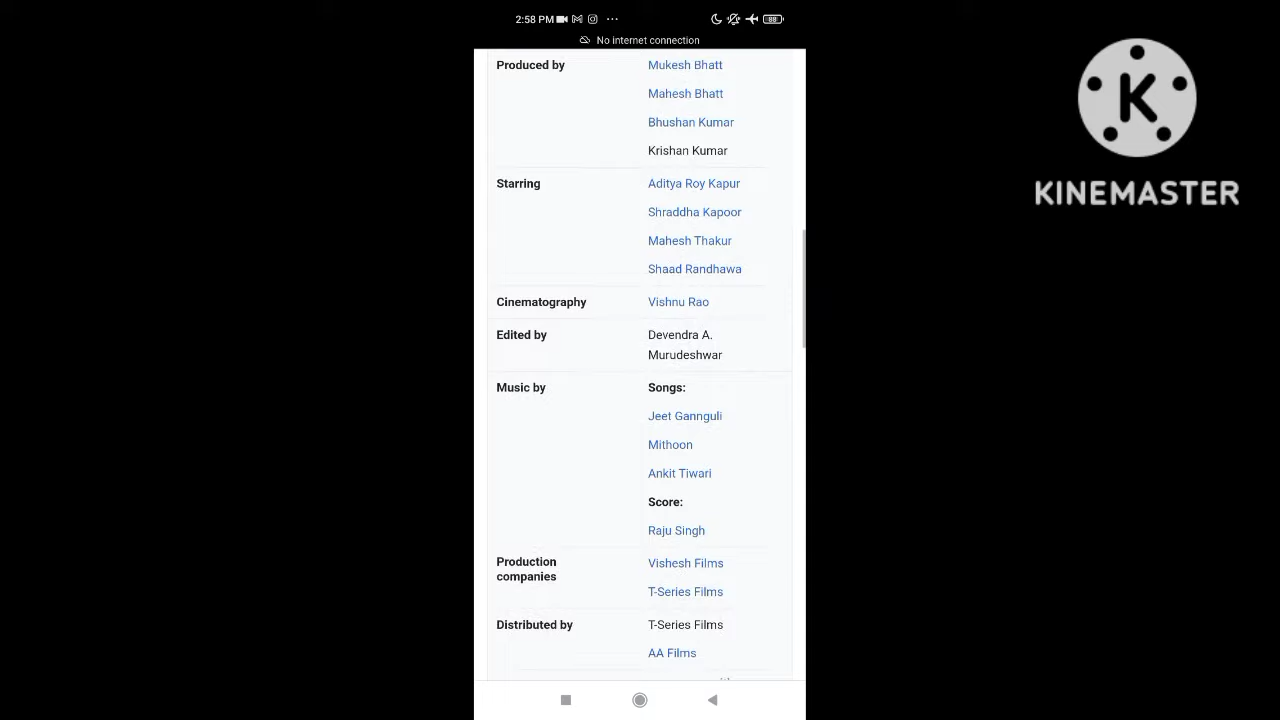 2:58 PM
88
No internet connection
Produced by
Mukesh Bhatt
Mahesh Bhatt
Bhushan Kumar
Krishan Kumar
Starring
Aditya Roy Kapur
Shraddha Kapoor
Mahesh Thakur
Shaad Randhawa
Cinematography
Vishnu Rao
Edited by
Devendra A.
Murudeshwar
Music by
Songs:
Jeet Gannguli
Mithoon
Ankit Tiwari
Score:
Raju Singh
Production
companies
Vishesh Films
T-Series Films
Distributed by
T-Series Films
AA Films
K
KINEMASTER